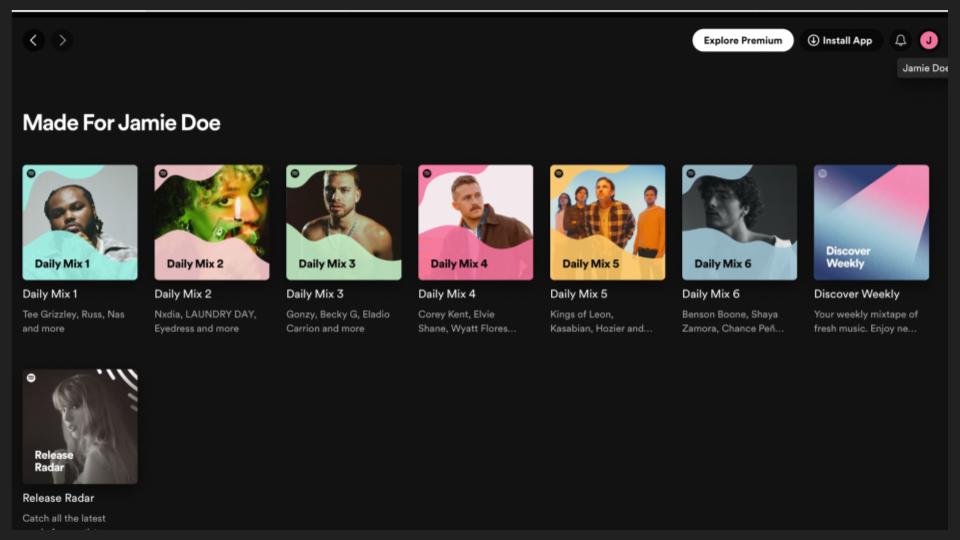 Explore Premium
Install App
J
Jamie Doe
Made For Jamie Doe
Daily Mix 1
Daily Mix 2
Daily Mix 3
Daily Mix 4
Daily Mix 5
Daily Mix 6
Discover
Weekly
Daily Mix 1
Tee Grizzley, Russ, Nas
and more
Daily Mix 2
Nxdia, LAUNDRY DAY,
Eyedress and more
Daily Mix 3
Gonzy, Becky G, Eladio
Carrion and more
Daily Mix 4
Corey Kent, Elvie
Shane, Wyatt Flores...
Daily Mix 5
Kings of Leon,
Kasabian, Hozier and...
Daily Mix 6
Benson Boone, Shaya
Zamora, Chance Peñ...
Discover Weekly
Your weekly mixtape of
fresh music. Enjoy ne...
Release
Radar
Release Radar
Catch all the latest